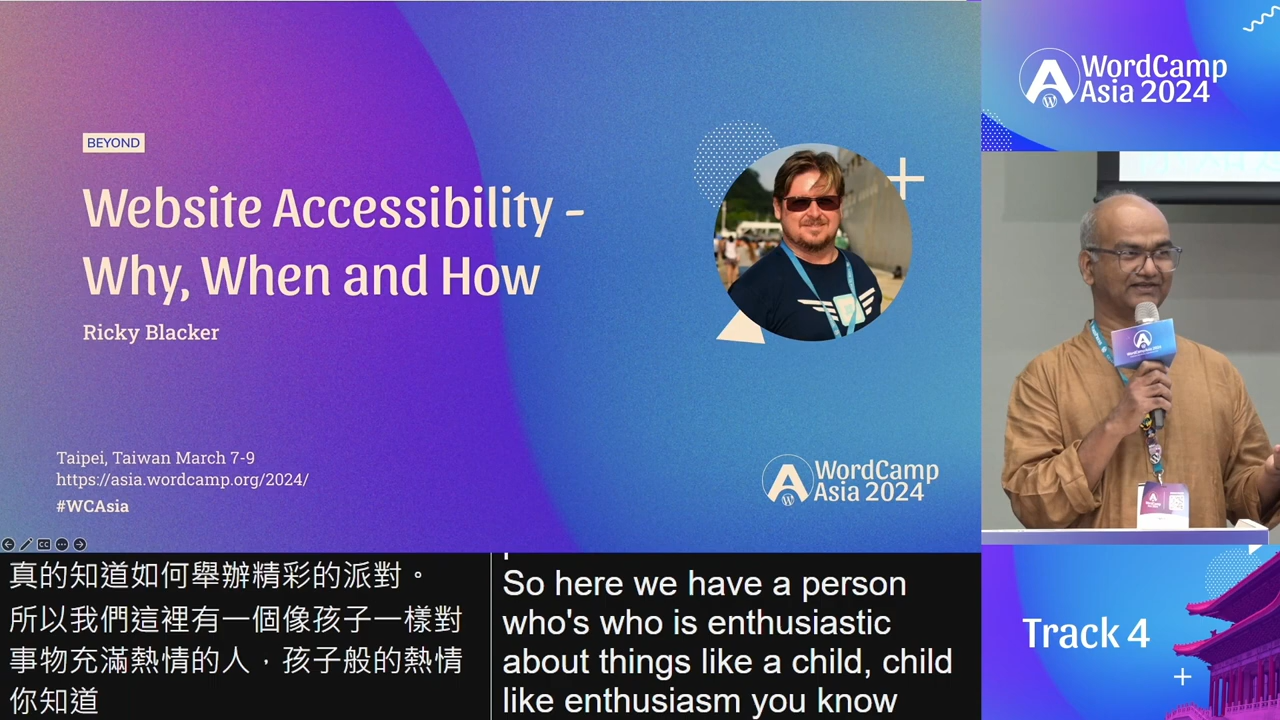 BEYOND
Website Accessibility -
Why, When and How
Ricky Blacker
Taipei, Taiwan March 7-9
https://asia.wordcamp.org/2024/
#WCAsia
WordCamp
Asia 2024
WordCamp
Asia 2024
Track 4
真的知道如何舉辦精彩的派對。
所以我們這裡有一個像孩子一樣對
事物充滿熱情的人，孩子般的熱情
你知道
So here we have a person
who's who is enthusiastic
about things like a child, child
like enthusiasm you know